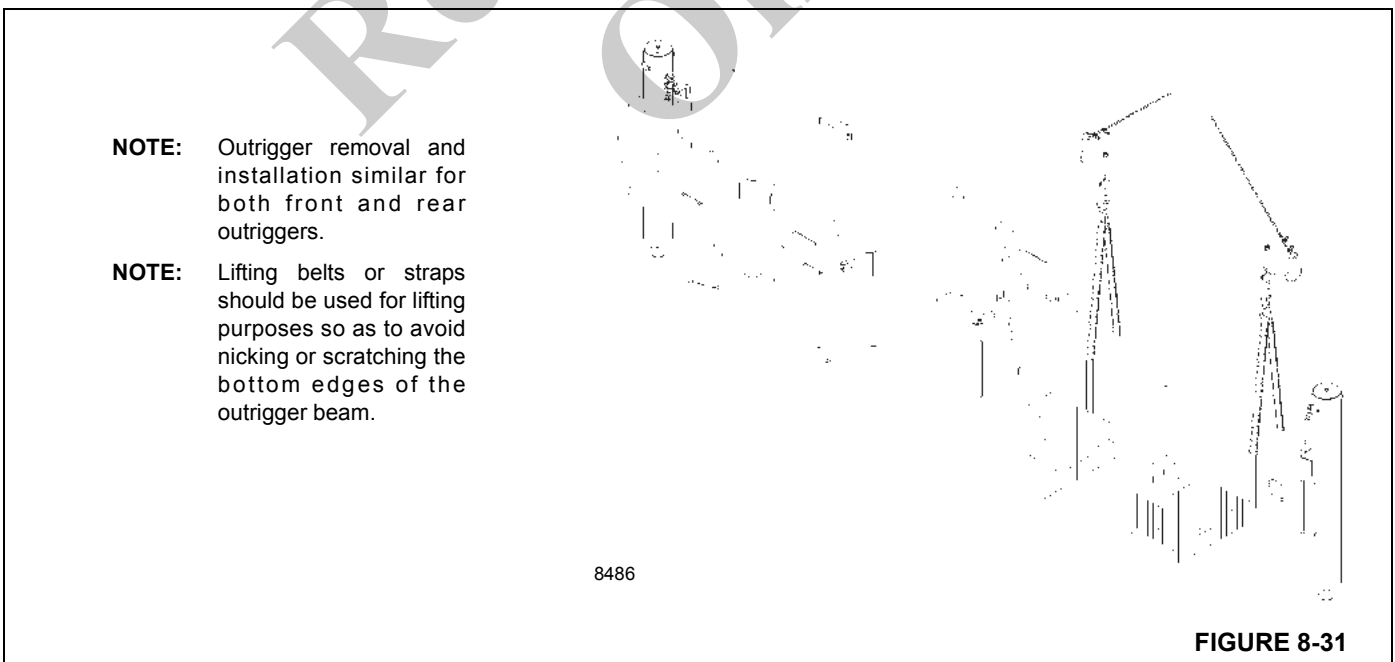 NOTE: Outrigger removal and
installation similar for
both front and rear
outriggers.
NOTE: Lifting belts or straps
should be used for lifting
purposes so as to avoid
nicking or scratching the
bottom edges of the
outrigger beam.
8486
FIGURE 8-31